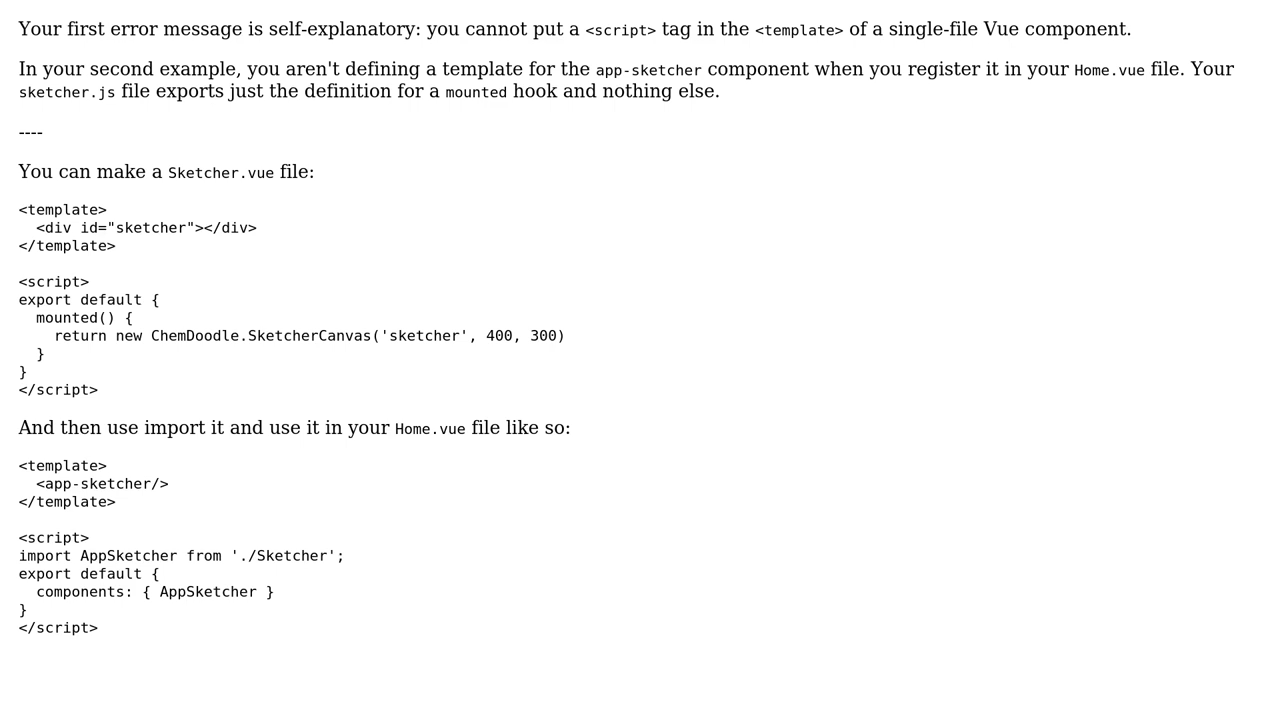 Your first error message is self-explanatory: you cannot put a <script> tag in the <template> of a single-file Vue component.
In your second example, you aren't defining a template for the app-sketcher component when you register it in your Home.vue file. Your
sketcher.js file exports just the definition for a mounted hook and nothing else.
----
You can make a Sketcher.vue file:
<template>
  <div id="sketcher"></div>
</template>
<script>
export default {
  mounted() {
    return new ChemDoodle.SketcherCanvas('sketcher', 400, 300)
  }
}
</script>
And then use import it and use it in your Home.vue file like so:
<template>
  <app-sketcher/>
</template>
<script>
import AppSketcher from './Sketcher';
export default {
  components: { AppSketcher }
}
</script>